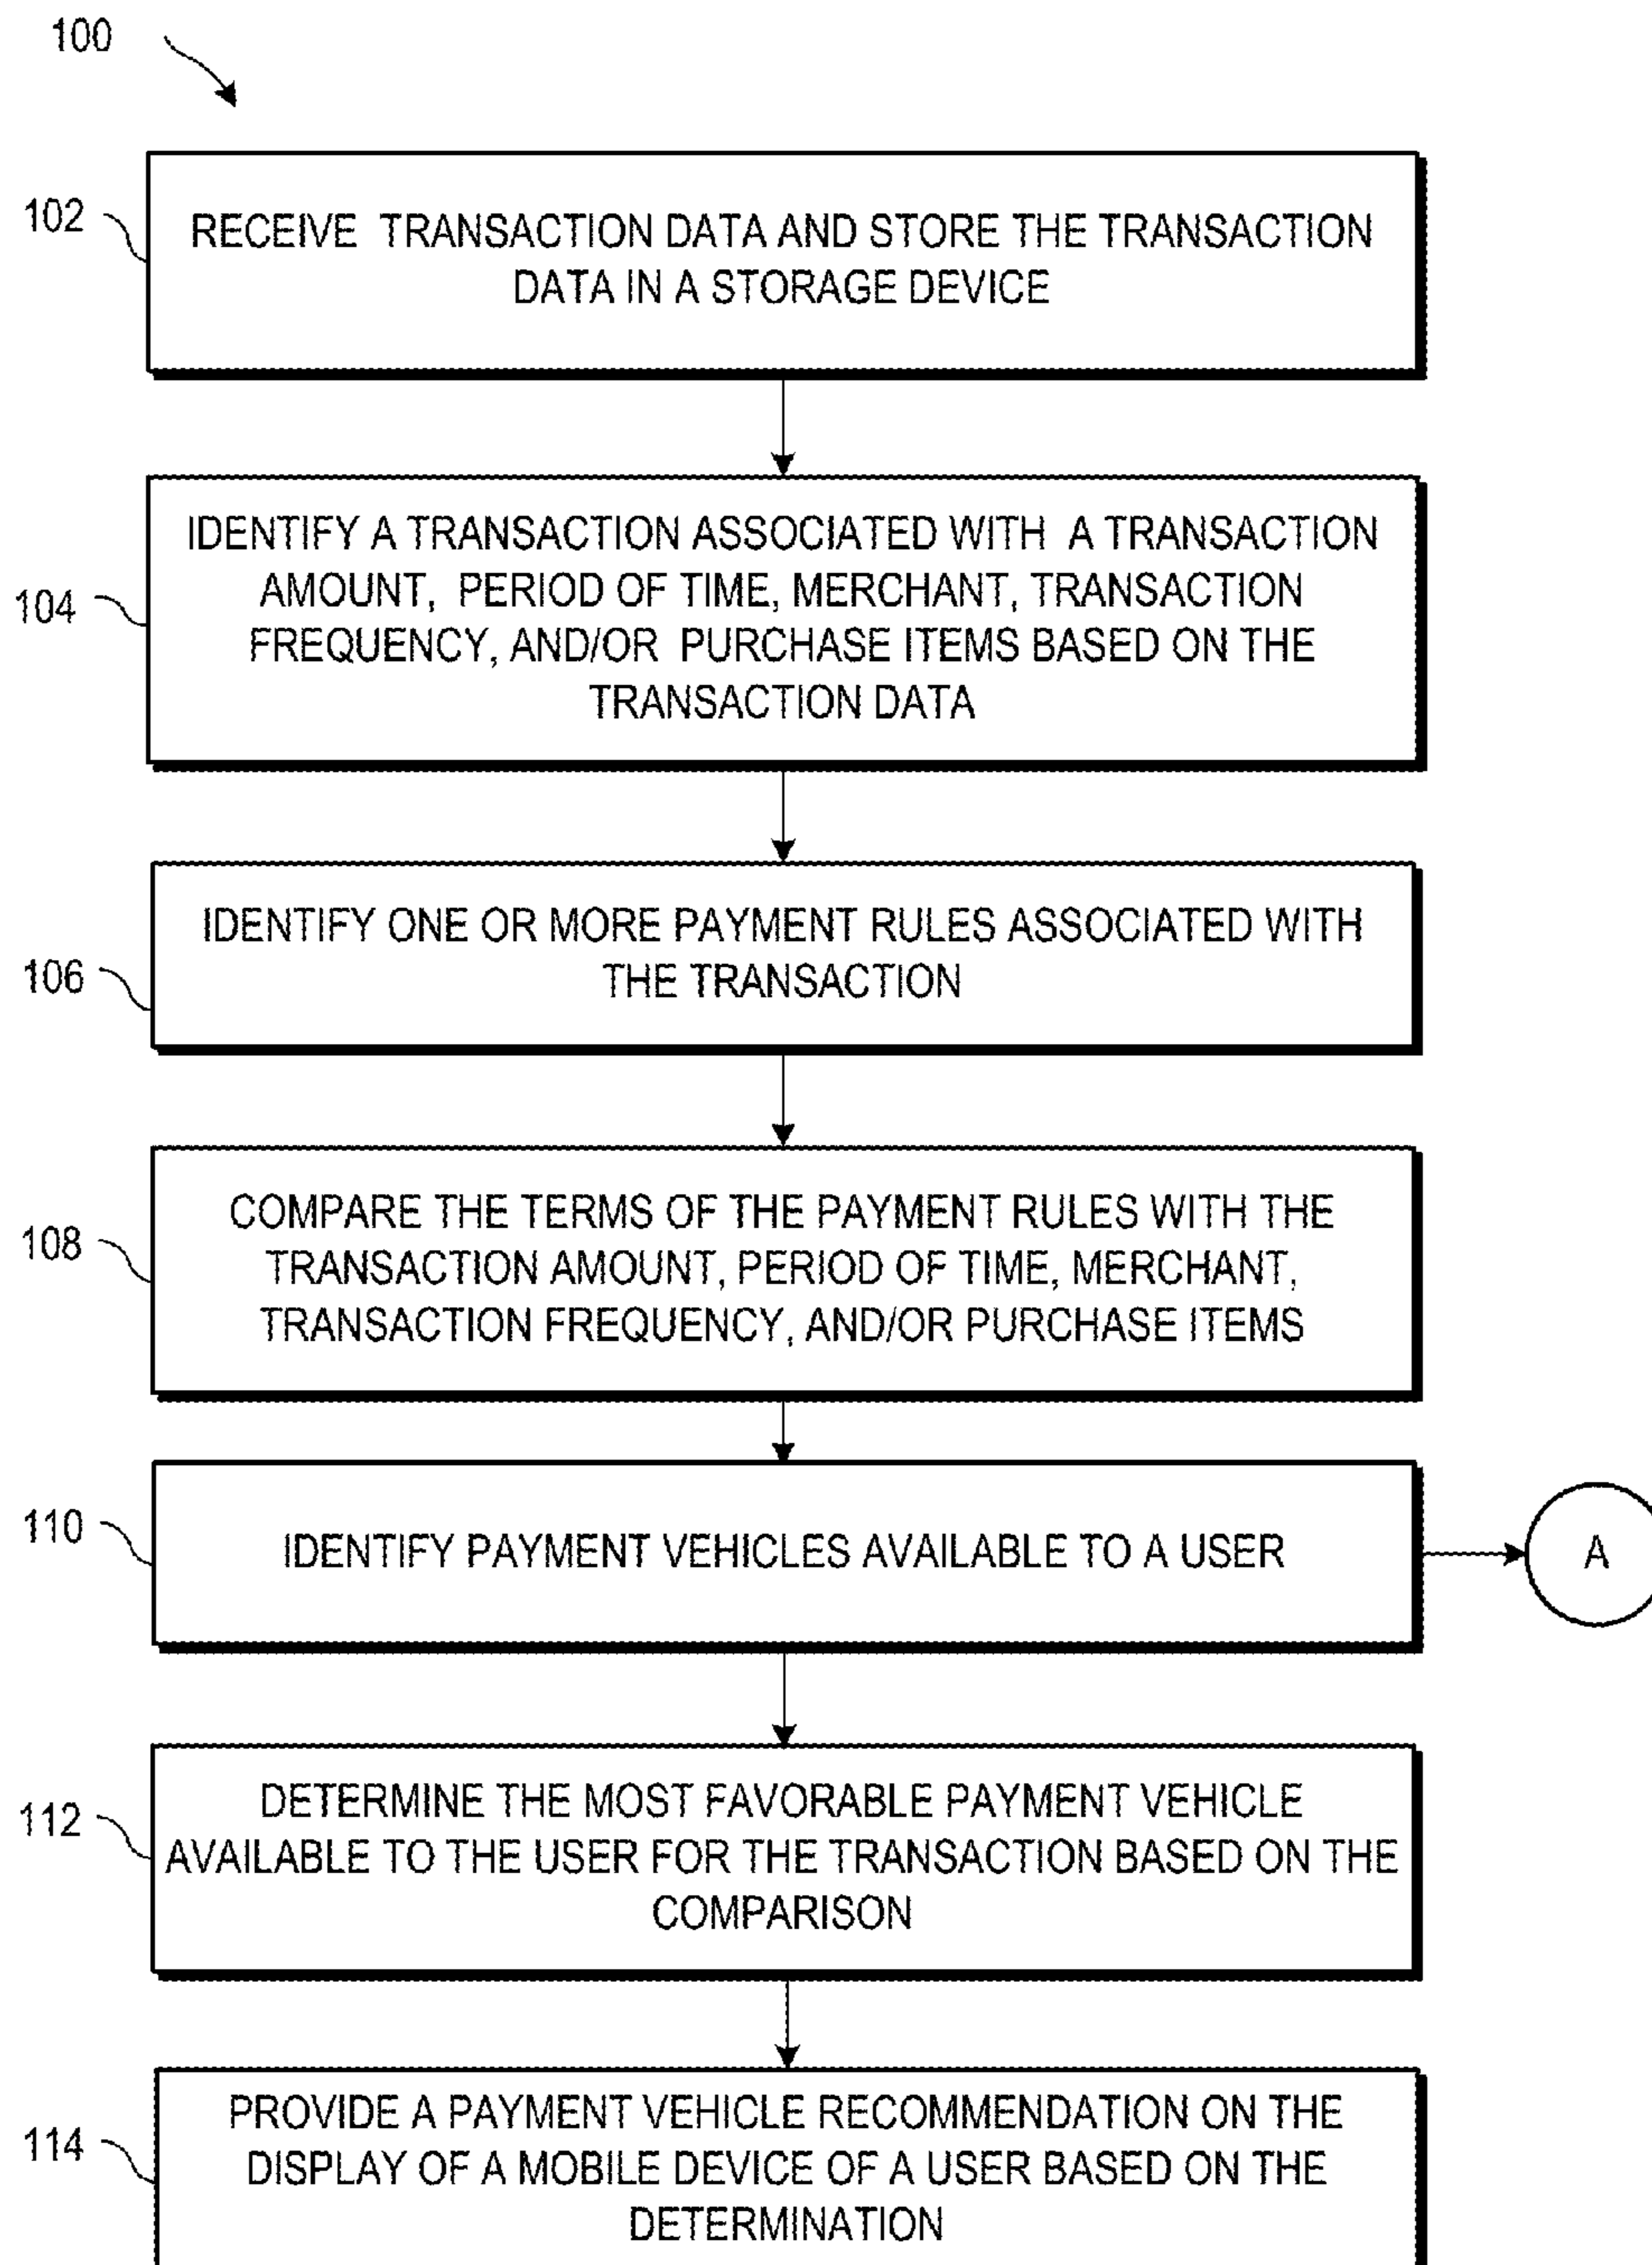 100
102
RECEIVE TRANSACTION DATA AND STORE THE TRANSACTION
DATA IN A STORAGE DEVICE
104
IDENTIFY A TRANSACTION ASSOCIATED WITH A TRANSACTION
AMOUNT, PERIOD OF TIME, MERCHANT, TRANSACTION
FREQUENCY, AND/OR PURCHASE ITEMS BASED ON THE
TRANSACTION DATA
106
IDENTIFY ONE OR MORE PAYMENT RULES ASSOCIATED WITH
THE TRANSACTION
108
COMPARE THE TERMS OF THE PAYMENT RULES WITH THE
TRANSACTION AMOUNT, PERIOD OF TIME, MERCHANT,
TRANSACTION FREQUENCY, AND/OR PURCHASE ITEMS
110
IDENTIFY PAYMENT VEHICLES AVAILABLE TO A USER
A
112
DETERMINE THE MOST FAVORABLE PAYMENT VEHICLE
AVAILABLE TO THE USER FOR THE TRANSACTION BASED ON THE
COMPARISON
114
PROVIDE A PAYMENT VEHICLE RECOMMENDATION ON THE
DISPLAY OF A MOBILE DEVICE OF A USER BASED ON THE
DETERMINATION